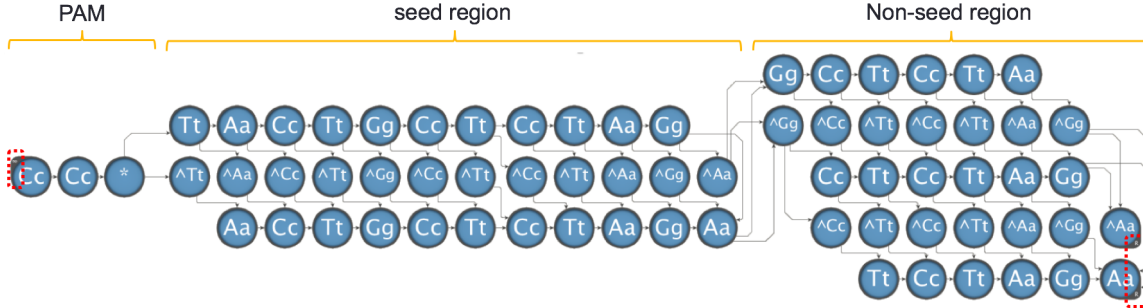 PAM seed region Non-seed region
Gg Cc Tt Cc Tt Aa
Tt Aa Cc Tt Gg Cc Tt Cc Tt Aa Gg ^Gg ^Cc ^Tt ^Cc ^Tt ^Aa ^Gg
Cc Cc * ^Tt ^Aa ^Cc ^Tt ^Gg ^Cc ^Tt ^Cc ^Tt ^Aa ^Gg ^Aa Cc Tt Cc Tt Aa Gg
Aa Cc Tt Gg Cc Tt Cc Tt Aa Gg Aa ^Cc ^Tt ^Cc ^Tt ^Aa ^Gg ^Aa
Tt Cc Tt Aa Gg Aa